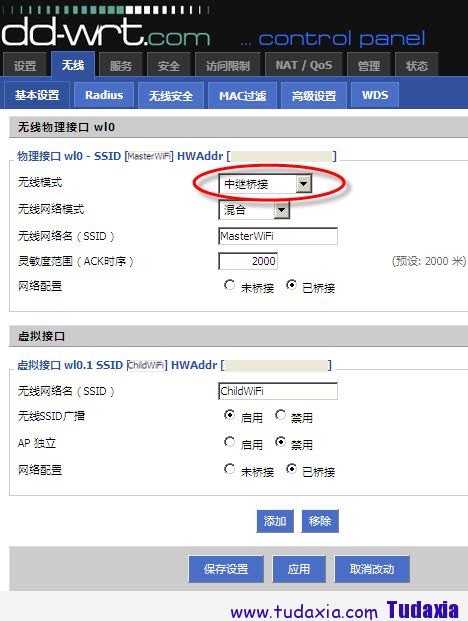 dd-wrt.com ... control panel
设置 无线 服务 安全 访问限制 NAT / QoS 管理 状态
基本设置 Radius 无线安全 MAC过滤 高级设置 WDS
无线物理接口 wl0
物理接口 wl0 - SSID [MasterWiFi] HWAddr [ ]
无线模式 中继桥接
无线网络模式 混合
无线网络名（SSID） MasterWiFi
灵敏度范围（ACK时序） 2000 (预设: 2000 米)
网络配置 未桥接 已桥接
虚拟接口
虚拟接口 wl0.1 SSID [ChildWiFi] HWAddr [ ]
无线网络名（SSID） ChildWiFi
无线SSID广播 启用 禁用
AP 独立 启用 禁用
网络配置 未桥接 已桥接
添加 移除
保存设置 应用 取消改动
www.tudaxia.com Tudaxia